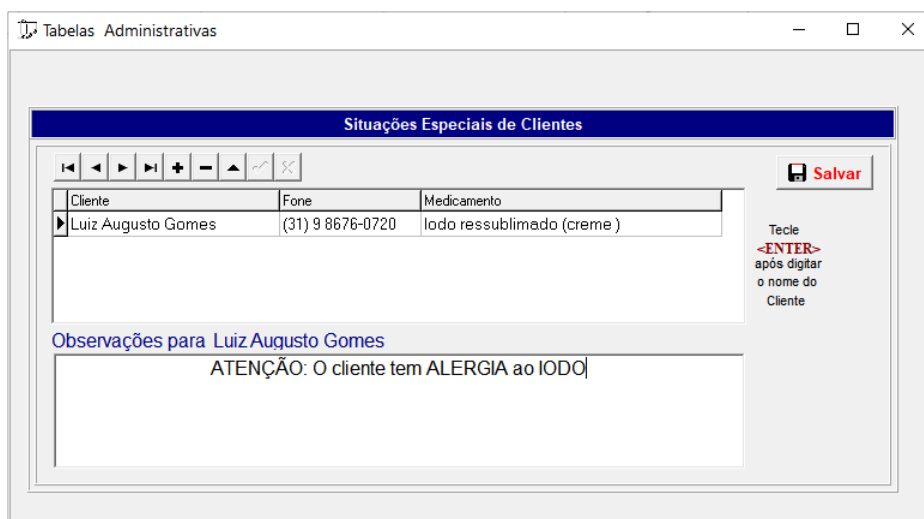 Tabelas Administrativas
Situações Especiais de Clientes
Salvar
Cliente Fone Medicamento
Luiz Augusto Gomes (31) 9 8676-0720 Iodo ressublimado (creme )
Tecle
<ENTER>
após digitar
o nome do
Cliente
Observações para Luiz Augusto Gomes
ATENÇÃO: O cliente tem ALERGIA ao IODO